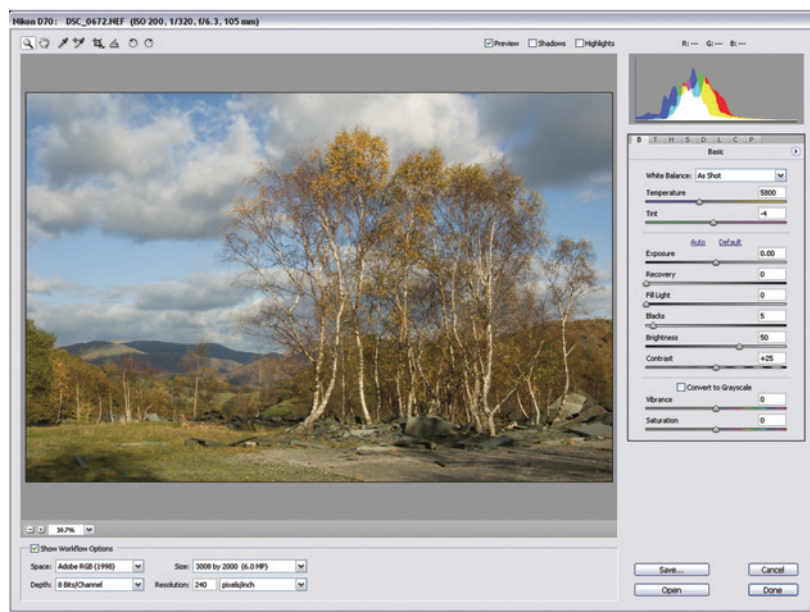 Nikon D70: DSC_0672.NEF (ISO 200, 1/320, f/6.3, 105 mm)
Preview Shadows Highlights
R: --- G: --- B: ---
B T H S D L C P
Basic
White Balance: As Shot
Temperature 5800
Tint -4
Auto Default
Exposure 0.00
Recovery 0
Fill Light 0
Blacks 5
Brightness 50
Contrast +25
Convert to Grayscale
Vibrance 0
Saturation 0
38.7%
Show Workflow Options
Space: Adobe RGB (1998) Size: 3008 by 2000 (6.0 MP)
Depth: 8 Bits/Channel Resolution: 240 pixels/inch
Save... Cancel
Open Done